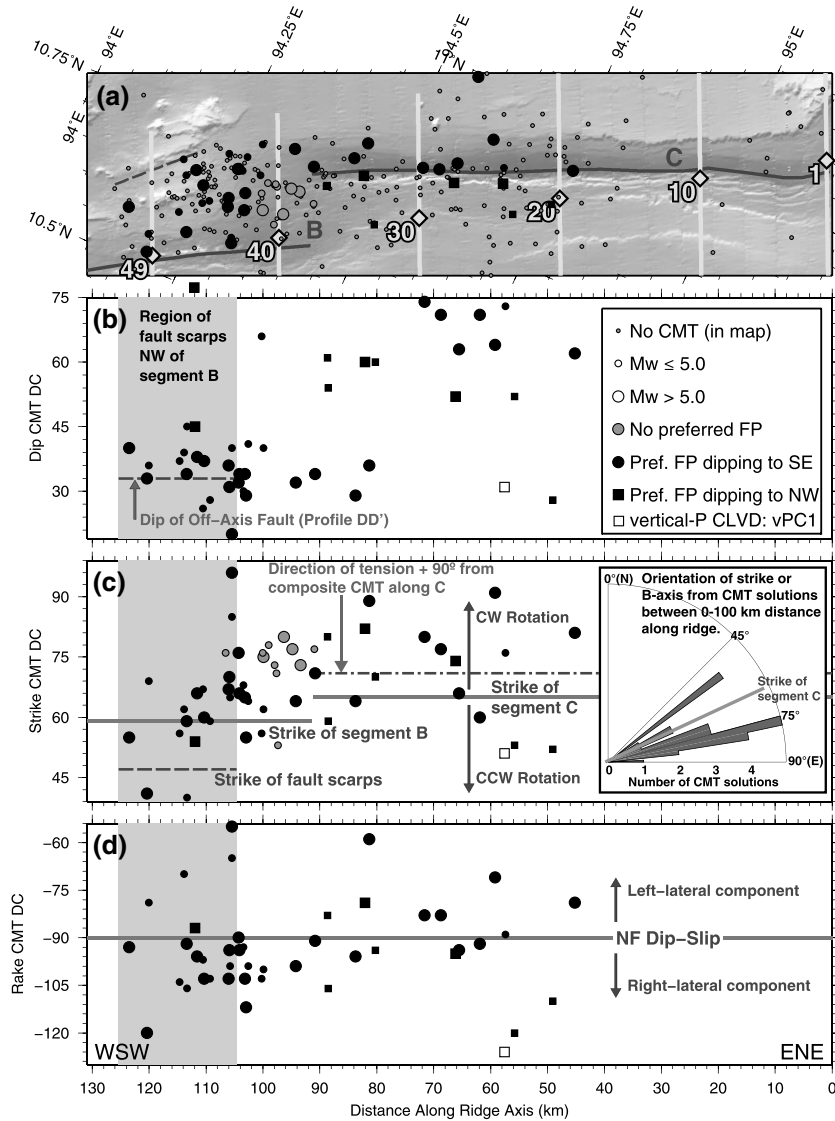 10.75°N
94°E
94.25°E
94.5°E
94.75°E
95°E
(a)
94°E
10.5°N
C
B
49
40
30
20
10
1
(b)
Region of
fault scarps
NW of
segment B
Dip of Off–Axis Fault (Profile DD')
Dip CMT DC
75
60
45
30
No CMT (in map)
Mw ≤ 5.0
Mw > 5.0
No preferred FP
Pref. FP dipping to SE
Pref. FP dipping to NW
vertical-P CLVD: vPC1
(c)
Direction of tension + 90º from
composite CMT along C
CW Rotation
Strike of
segment C
Strike of segment B
Strike of fault scarps
CCW Rotation
Strike CMT DC
90
75
60
45
0°(N)
Orientation of strike or
B-axis from CMT solutions
between 0-100 km distance
along ridge.
45°
Strike of
segment C
75°
90°(E)
0 1 2 3 4
Number of CMT solutions
(d)
Left–lateral component
NF Dip–Slip
Right–lateral component
Rake CMT DC
−60
−75
−90
−105
−120
WSW
ENE
130 120 110 100 90 80 70 60 50 40 30 20 10 0
Distance Along Ridge Axis (km)